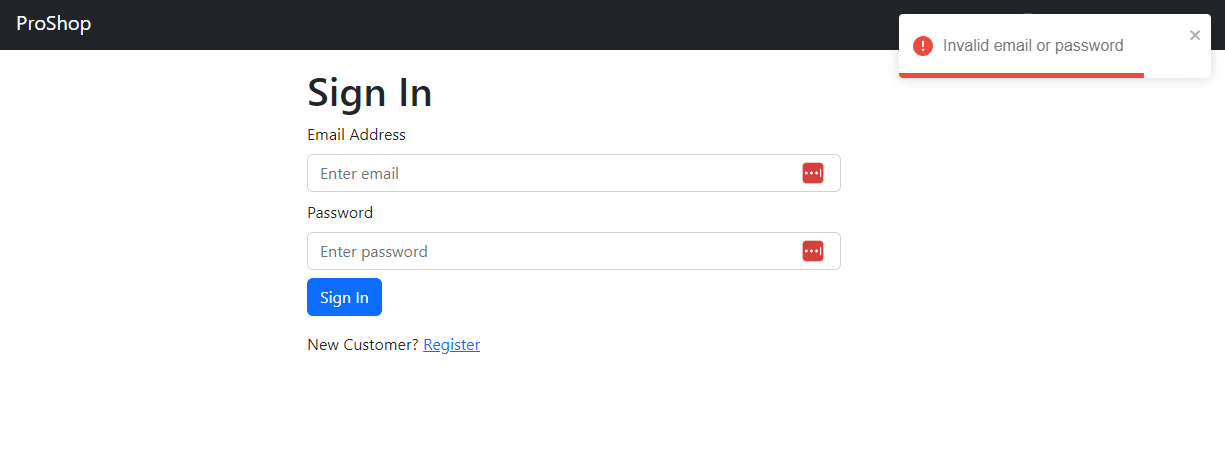 ProShop
Invalid email or password
Sign In
Email Address
Enter email
Password
Enter password
Sign In
New Customer? Register